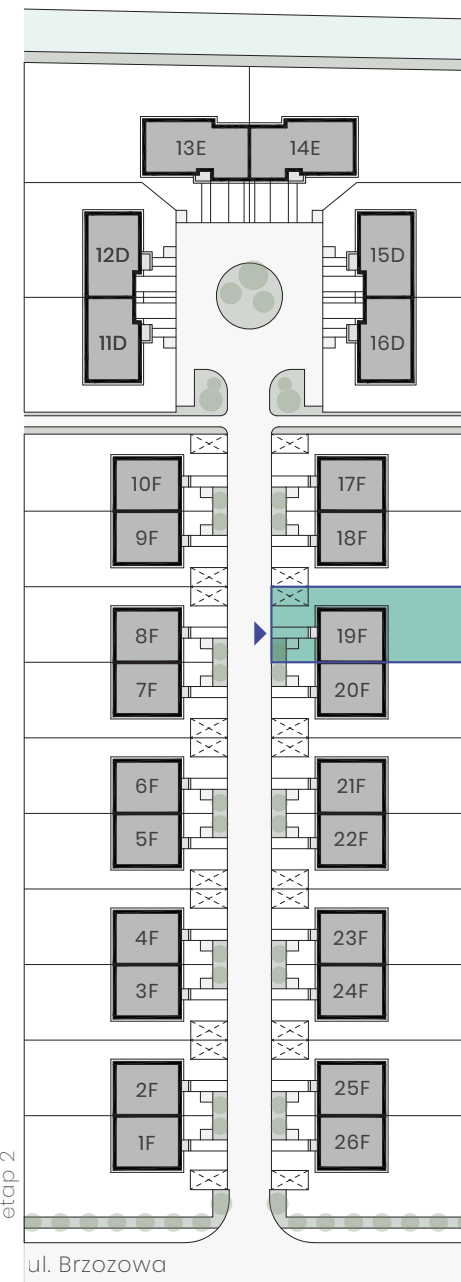 13E 14E
12D 15D
11D 16D
10F 17F
9F 18F
8F 19F
7F 20F
6F 21F
5F 22F
4F 23F
3F 24F
2F 25F
1F 26F
etap 2
ul. Brzozowa